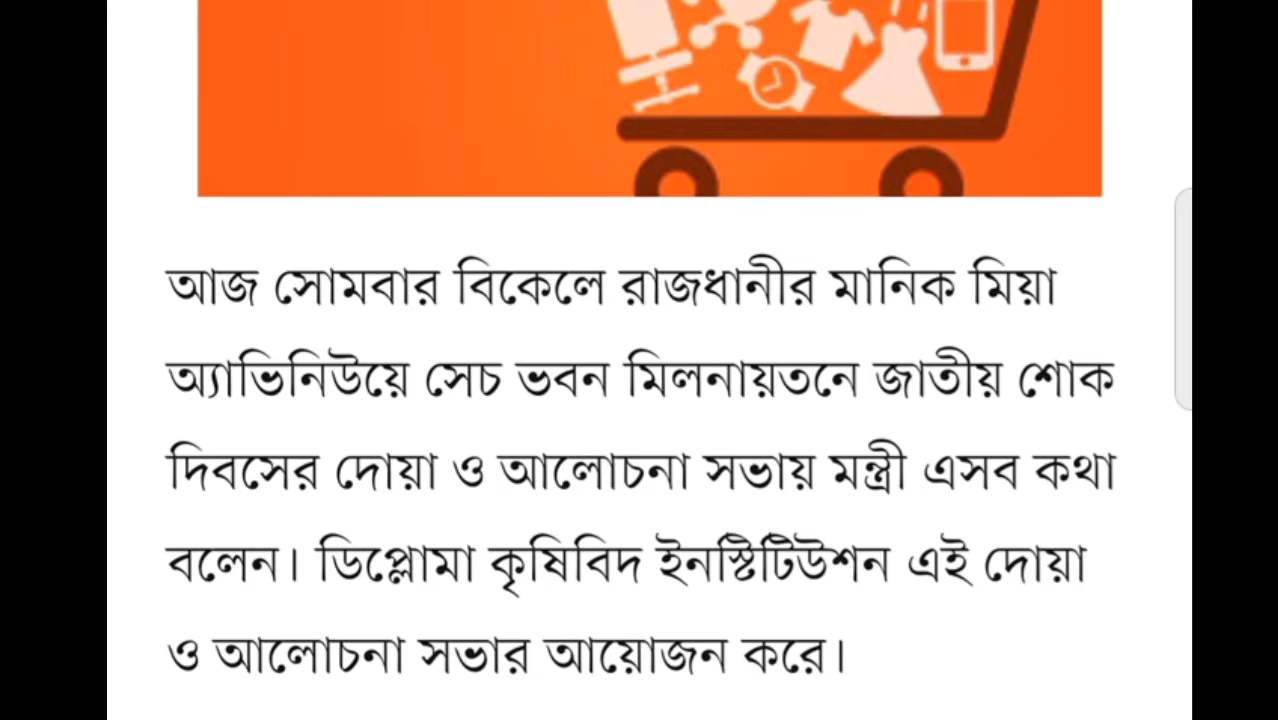 আজ সোমবার বিকেলে রাজধানীর মানিক মিয়া
অ্যাভিনিউয়ে সেচ ভবন মিলনায়তনে জাতীয় শোক
দিবসের দোয়া ও আলোচনা সভায় মন্ত্রী এসব কথা
বলেন। ডিপ্লোমা কৃষিবিদ ইনস্টিটিউশন এই দোয়া
ও আলোচনা সভার আয়োজন করে।